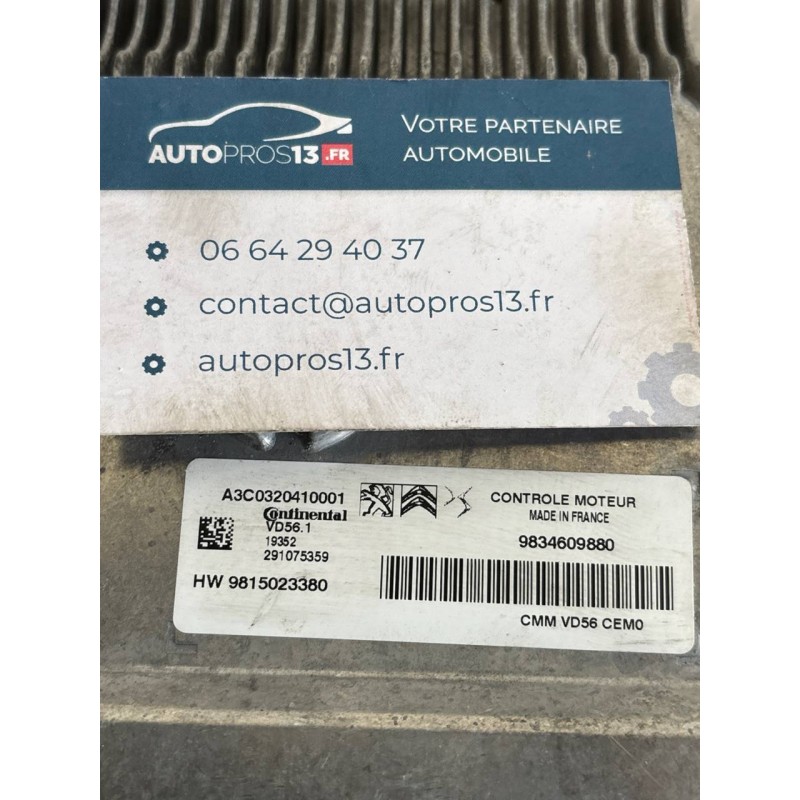 AUTOPROS13.FR
VOTRE PARTENAIRE
AUTOMOBILE
06 64 29 40 37
contact@autopros13.fr
autopros13.fr
A3C0320410001
Continental
VD56.1
19352
291075359
HW 9815023380
CONTROLE MOTEUR
MADE IN FRANCE
9834609880
CMM VD56 CEM0